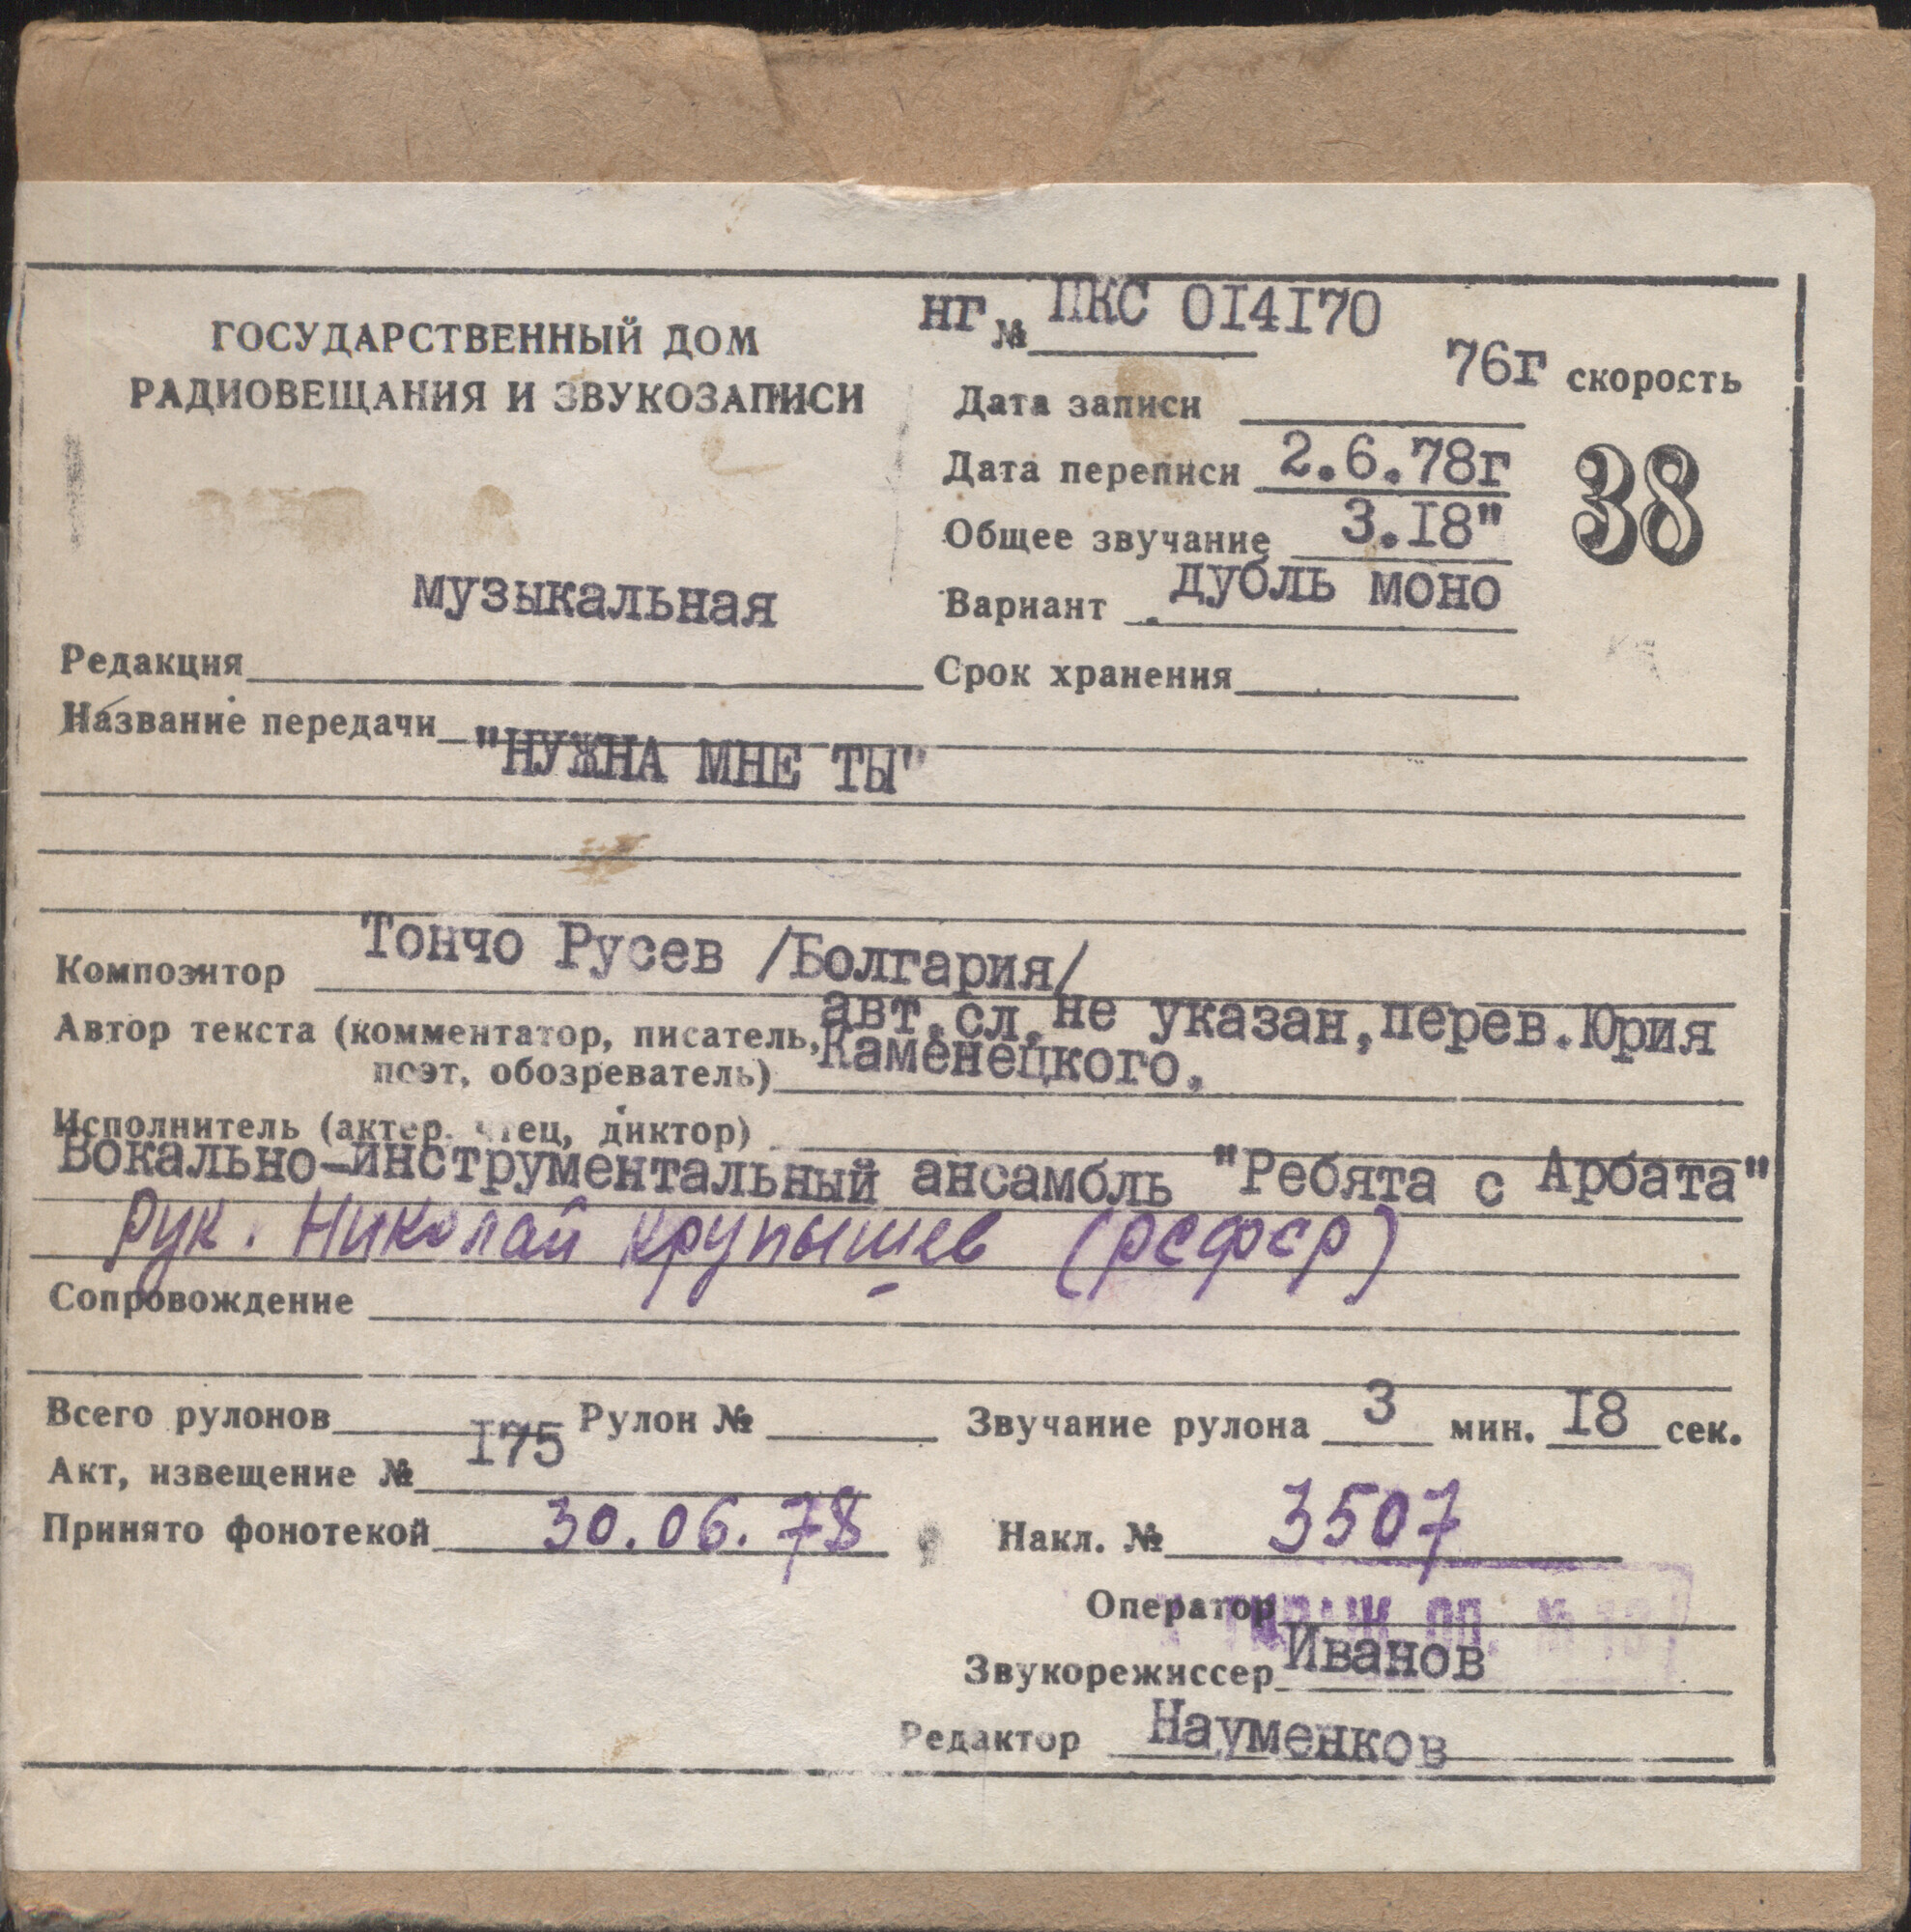 нг № ПКС 0I4I70
ГОСУДАРСТВЕННЫЙ ДОМ
РАДИОВЕЩАНИЯ И ЗВУКОЗАПИСИ
Дата записи 76г
скорость
38
Дата переписи 2.6.78г
Общее звучание 3.I8"
Вариант дубль моно
Редакция музыкальная
Срок хранения
Название передачи "НУЖНА МНЕ ТЫ"
Композитор Тончо Русев /Болгария/
Автор текста (комментатор, писатель, авт.сл.не указан,перев.Юрия
поэт, обозреватель) Каменецкого.
Исполнитель (актер, чтец, диктор)
Вокально-инструментальный ансамбль "Ребята с Арбата"
рук. Николай Крупышев (РСФСР)
Сопровождение
Всего рулонов Рулон № Звучание рулона 3 мин. I8 сек.
Акт, извещение № I75
Принято фонотекой 30.06.78 Накл. № 3507
Оператор
Звукорежиссер Иванов
Редактор Науменков